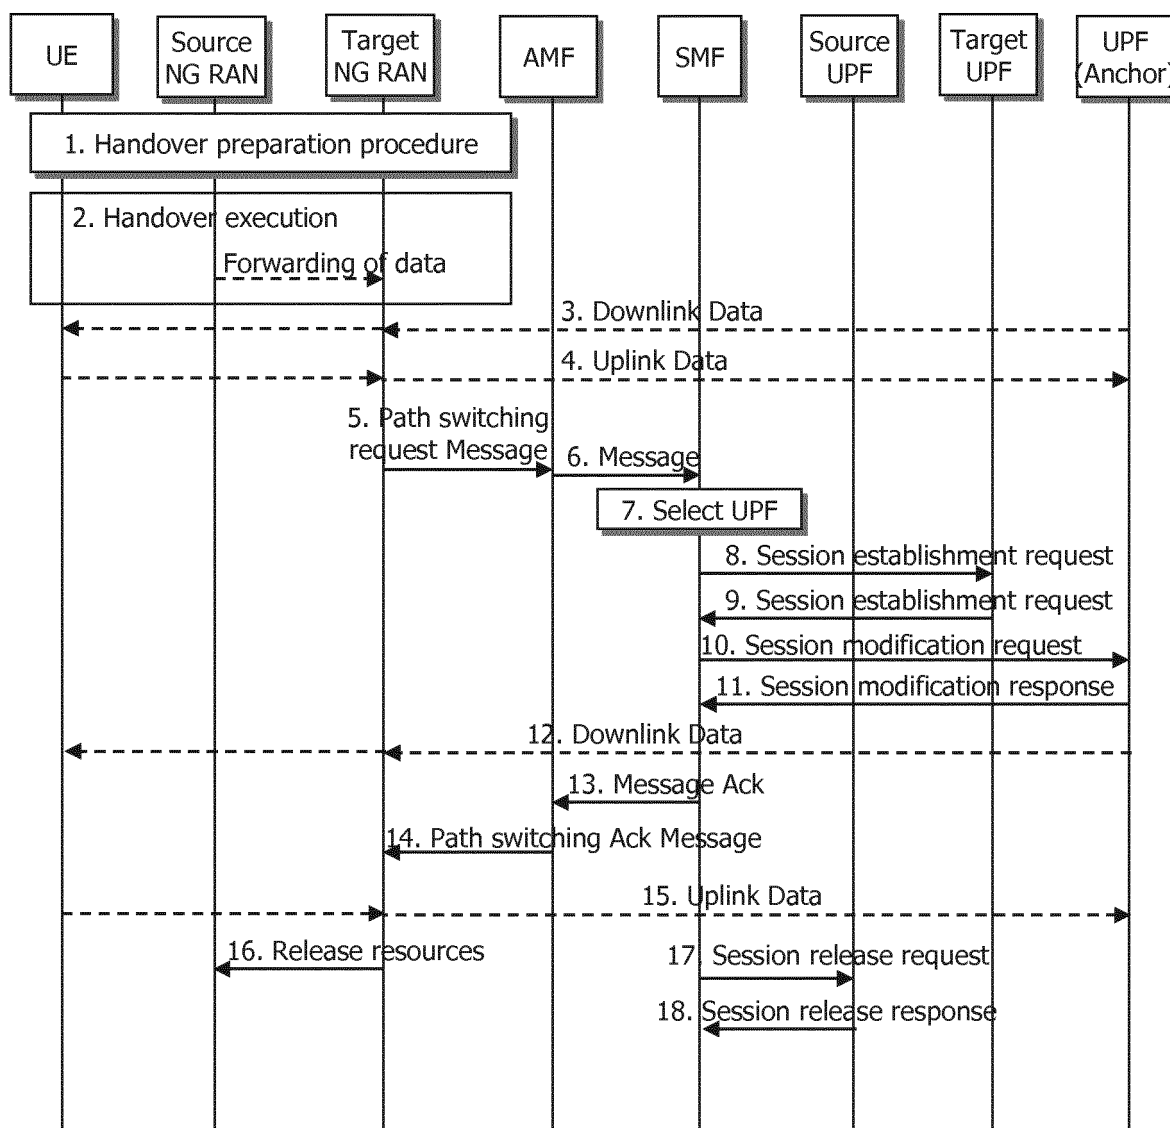 UE
Source
NG RAN
Target
NG RAN
AMF
SMF
Source
UPF
Target
UPF
UPF
(Anchor)
1. Handover preparation procedure
2. Handover execution
Forwarding of data
3. Downlink Data
4. Uplink Data
5. Path switching
request Message
6. Message
7. Select UPF
8. Session establishment request
9. Session establishment request
10. Session modification request
11. Session modification response
12. Downlink Data
13. Message Ack
14. Path switching Ack Message
15. Uplink Data
16. Release resources
17. Session release request
18. Session release response